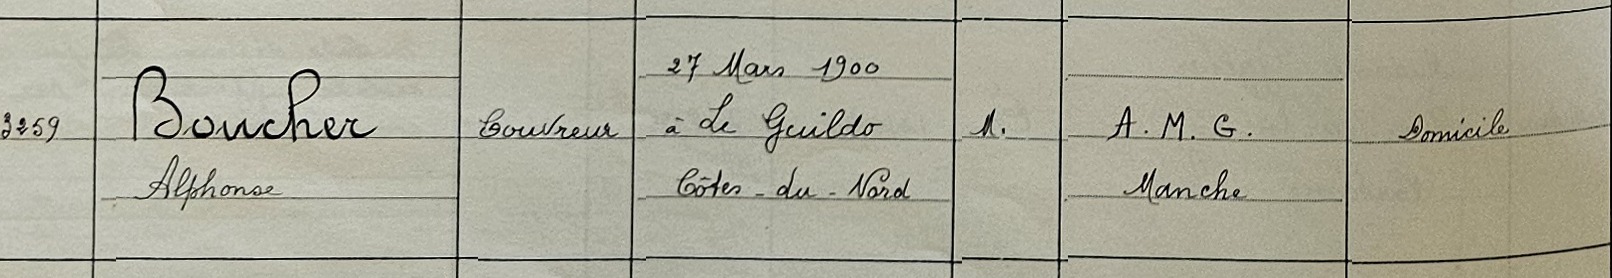 3259
Boucher
Alphonse
Couvreur
27 Mars 1900
à Le Guildo
Côtes-du-Nord
M.
A. M. G.
Manche
Domicile